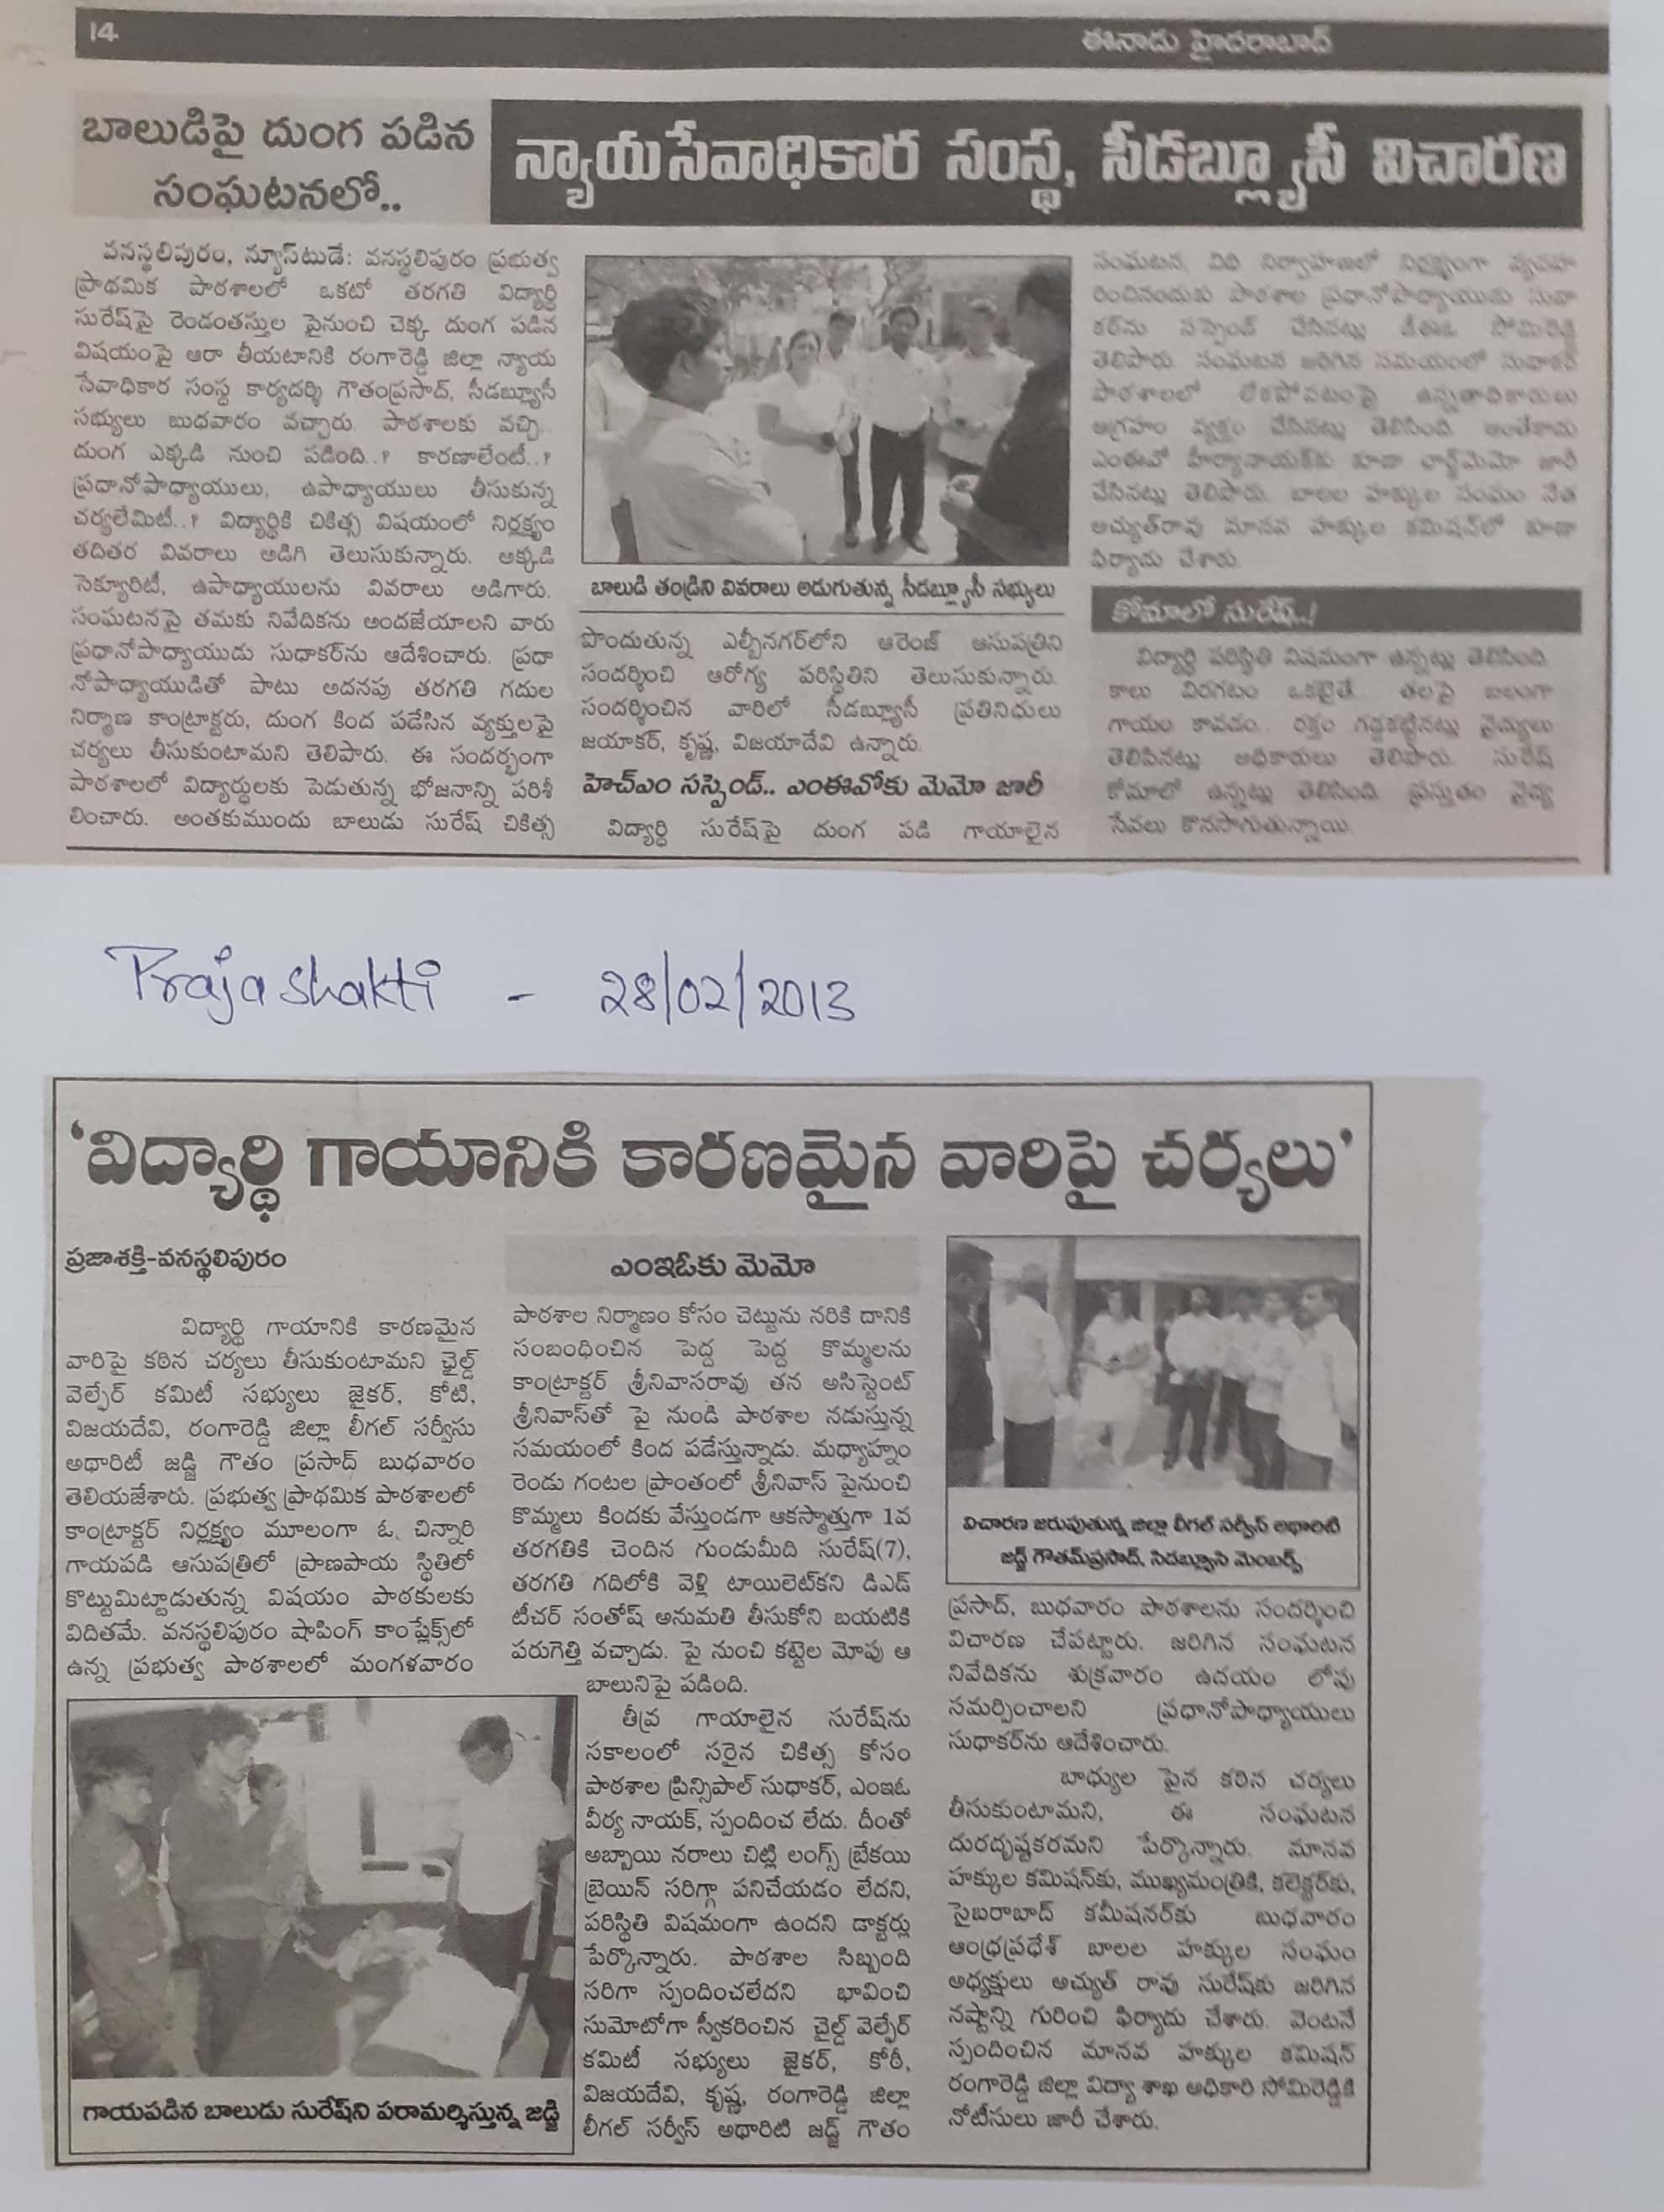 14
ఈనాడు హైదరాబాద్
బాలుడిపై దుంగ పడిన
సంఘటనలో..
న్యాయసేవాధికార సంస్థ, సీడబ్ల్యూసీ విచారణ
వనస్థలిపురం, న్యూస్‌టుడే: వనస్థలిపురం ప్రభుత్వ
ప్రాథమిక పాఠశాలలో ఒకటో తరగతి విద్యార్థి
సురేష్‌పై రెండంతస్తుల పైనుంచి చెక్క దుంగ పడిన
విషయంపై ఆరా తీయటానికి రంగారెడ్డి జిల్లా న్యాయ
సేవాధికార సంస్థ కార్యదర్శి గౌతంప్రసాద్, సీడబ్ల్యూసీ
సభ్యులు బుధవారం వచ్చారు. పాఠశాలకు వచ్చి..
దుంగ ఎక్కడి నుంచి పడింది..? కారణాలేంటి..?
ప్రధానోపాధ్యాయులు, ఉపాధ్యాయులు తీసుకున్న
చర్యలేమిటి..? విద్యార్థికి చికిత్స విషయంలో నిర్లక్ష్యం
తదితర వివరాలు అడిగి తెలుసుకున్నారు. అక్కడి
సెక్యూరిటీ, ఉపాధ్యాయులను వివరాలు అడిగారు.
సంఘటనపై తమకు నివేదికను అందజేయాలని వారు
ప్రధానోపాధ్యాయుడు సుధాకర్‌ను ఆదేశించారు. ప్రధా
నోపాధ్యాయుడితో పాటు అదనపు తరగతి గదుల
నిర్మాణ కాంట్రాక్టరు, దుంగ కింద పడేసిన వ్యక్తులపై
చర్యలు తీసుకుంటామని తెలిపారు. ఈ సందర్భంగా
పాఠశాలలో విద్యార్థులకు పెడుతున్న భోజనాన్ని పరిశీ
లించారు. అంతకుముందు బాలుడు సురేష్ చికిత్స
బాలుడి తండ్రిని వివరాలు అడుగుతున్న సీడబ్ల్యూసీ సభ్యులు
పొందుతున్న ఎల్బీనగర్‌లోని ఆరెంజ్ ఆసుపత్రిని
సందర్శించి ఆరోగ్య పరిస్థితిని తెలుసుకున్నారు.
సందర్శించిన వారిలో సీడబ్ల్యూసీ ప్రతినిధులు
జయాకర్, కృష్ణ, విజయాదేవి ఉన్నారు.
హెచ్‌ఎం సస్పెండ్.. ఎంఈవోకు మెమో జారీ
విద్యార్థి సురేష్‌పై దుంగ పడి గాయాలైన
సంఘటన, విధి నిర్వాహణలో నిర్లక్ష్యంగా వ్యవహ
రించినందుకు పాఠశాల ప్రధానోపాధ్యాయుడు సుధా
కర్‌ను సస్పెండ్ చేసినట్లు డీఈఓ సోమిరెడ్డి
తెలిపారు. సంఘటన జరిగిన సమయంలో సుధాకర్
పాఠశాలలో లేకపోవటంపై ఉన్నతాధికారులు
ఆగ్రహం వ్యక్తం చేసినట్లు తెలిసింది. అంతేకాదు
ఎంఈవో వీర్యానాయక్‌కు కూడా ఛార్జ్‌మెమో జారీ
చేసినట్లు తెలిపారు. బాలల హక్కుల సంఘం నేత
అచ్యుత్‌రావు మానవ హక్కుల కమిషన్‌లో కూడా
ఫిర్యాదు చేశారు.
కోమాలో సురేష్..!
విద్యార్థి పరిస్థితి విషమంగా ఉన్నట్లు తెలిసింది.
కాలు విరగటం ఒకటైతే.. తలపై బలంగా
గాయం కావడం.. రక్తం గడ్డకట్టినట్లు వైద్యులు
తెలిపినట్లు అధికారులు తెలిపారు. సురేష్
కోమాలో ఉన్నట్లు తెలిసింది. ప్రస్తుతం వైద్య
సేవలు కొనసాగుతున్నాయి.
Prajashakti - 28/02/2013
'విద్యార్థి గాయానికి కారణమైన వారిపై చర్యలు'
ప్రజాశక్తి-వనస్థలిపురం
విద్యార్థి గాయానికి కారణమైన
వారిపై కఠిన చర్యలు తీసుకుంటామని ఛైల్డ్
వెల్ఫేర్ కమిటీ సభ్యులు జైకర్, కోటి,
విజయదేవి, రంగారెడ్డి జిల్లా లీగల్ సర్వీసు
అథారిటీ జడ్జి గౌతం ప్రసాద్ బుధవారం
తెలియజేశారు. ప్రభుత్వ ప్రాథమిక పాఠశాలలో
కాంట్రాక్టర్ నిర్లక్ష్యం మూలంగా ఓ చిన్నారి
గాయపడి ఆసుపత్రిలో ప్రాణపాయ స్థితిలో
కొట్టుమిట్టాడుతున్న విషయం పాఠకులకు
విదితమే. వనస్థలిపురం షాపింగ్ కాంప్లేక్స్‌లో
ఉన్న ప్రభుత్వ పాఠశాలలో మంగళవారం
గాయపడిన బాలుడు సురేష్‌ని పరామర్శిస్తున్న జడ్జి
ఎంఇఓకు మెమో
పాఠశాల నిర్మాణం కోసం చెట్టును నరికి దానికి
సంబంధించిన పెద్ద పెద్ద కొమ్మలను
కాంట్రాక్టర్ శ్రీనివాసరావు తన అసిస్టెంట్
శ్రీనివాస్‌తో పై నుండి పాఠశాల నడుస్తున్న
సమయంలో కింద పడేస్తున్నాడు. మధ్యాహ్నం
రెండు గంటల ప్రాంతంలో శ్రీనివాస్ పైనుంచి
కొమ్మలు కిందకు వేస్తుండగా ఆకస్మాత్తుగా 1వ
తరగతికి చెందిన గుండుమీది సురేష్(7),
తరగతి గదిలోకి వెళ్లి టాయిలెట్‌కని డిఎడ్
టీచర్ సంతోష్ అనుమతి తీసుకోని బయటికి
పరుగెత్తి వచ్చాడు. పై నుంచి కట్టెల మోపు ఆ
బాలునిపై పడింది.
తీవ్ర గాయాలైన సురేష్‌ను
సకాలంలో సరైన చికిత్స కోసం
పాఠశాల ప్రిన్సిపాల్ సుధాకర్, ఎంఇఓ
వీర్య నాయక్, స్పందించ లేదు. దీంతో
అబ్బాయి నరాలు చిట్లి లంగ్స్ బ్రేకయి
బ్రెయిన్ సరిగ్గా పనిచేయడం లేదని,
పరిస్థితి విషమంగా ఉందని డాక్టర్లు
పేర్కొన్నారు. పాఠశాల సిబ్బంది
సరిగా స్పందించలేదని భావించి
సుమోటోగా స్వీకరించిన చైల్డ్ వెల్ఫేర్
కమిటీ సభ్యులు జైకర్, కోఠీ,
విజయదేవి, కృష్ణ, రంగారెడ్డి జిల్లా
లీగల్ సర్వీస్ అథారిటి జడ్జ్ గౌతం
విచారణ జరుపుతున్న జిల్లా లీగల్ సర్వీస్ అథారిటి
జడ్జ్ గౌతమ్‌ప్రసాద్, సిడబ్ల్యుసి మెంబర్స్
ప్రసాద్, బుధవారం పాఠశాలను సందర్శించి
విచారణ చేపట్టారు. జరిగిన సంఘటన
నివేదికను శుక్రవారం ఉదయం లోపు
సమర్పించాలని ప్రధానోపాధ్యాయులు
సుధాకర్‌ను ఆదేశించారు.
బాధ్యుల పైన కఠిన చర్యలు
తీసుకుంటామని, ఈ సంఘటన
దురదృష్టకరమని పేర్కొన్నారు. మానవ
హక్కుల కమిషన్‌కు, ముఖ్యమంత్రికి, కలెక్టర్‌కు,
సైబరాబాద్ కమీషనర్‌కు బుధవారం
ఆంధ్రప్రదేశ్ బాలల హక్కుల సంఘం
అధ్యక్షులు అచ్యుత్ రావు సురేష్‌కు జరిగిన
నష్టాన్ని గురించి ఫిర్యాదు చేశారు. వెంటనే
స్పందించిన మానవ హక్కుల కమిషన్
రంగారెడ్డి జిల్లా విద్యా శాఖ అధికారి సోమిరెడ్డికి
నోటీసులు జారీ చేశారు.